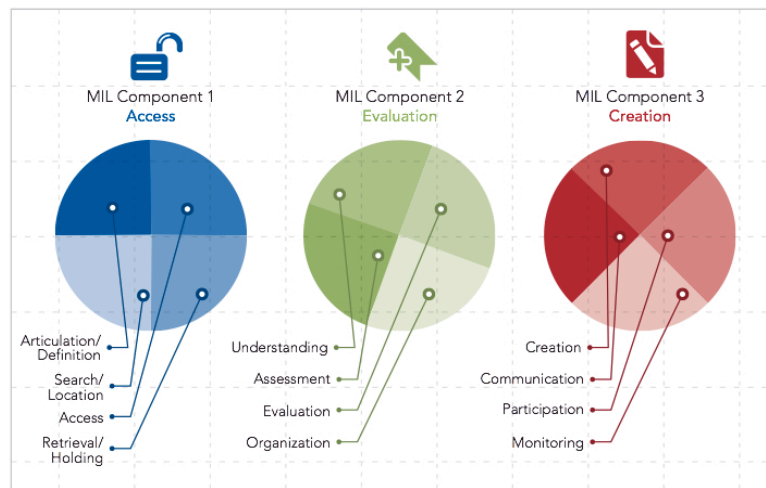 MIL Component 1
Access
MIL Component 2
Evaluation
MIL Component 3
Creation
Articulation/
Definition
Search/
Location
Access
Retrieval/
Holding
Understanding
Assessment
Evaluation
Organization
Creation
Communication
Participation
Monitoring